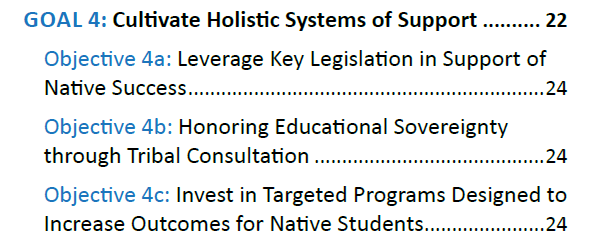 GOAL 4: Cultivate Holistic Systems of Support .......... 22
Objective 4a: Leverage Key Legislation in Support of
Native Success..............................................................24
Objective 4b: Honoring Educational Sovereignty
through Tribal Consultation ........................................24
Objective 4c: Invest in Targeted Programs Designed to
Increase Outcomes for Native Students.....................24